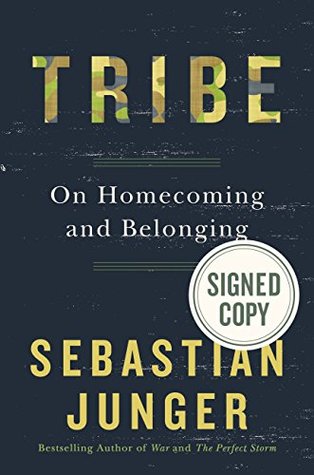 TRIBE
On Homecoming
and Belonging
SIGNED
COPY
SEBASTIAN
JUNGER
Bestselling Author of War and The Perfect Storm